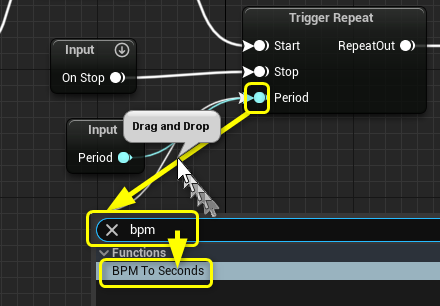 Trigger Repeat
Input
Start
RepeatOut
On Stop
Stop
Period
Input
Drag and Drop
Period
bpm
Functions
BPM To Seconds